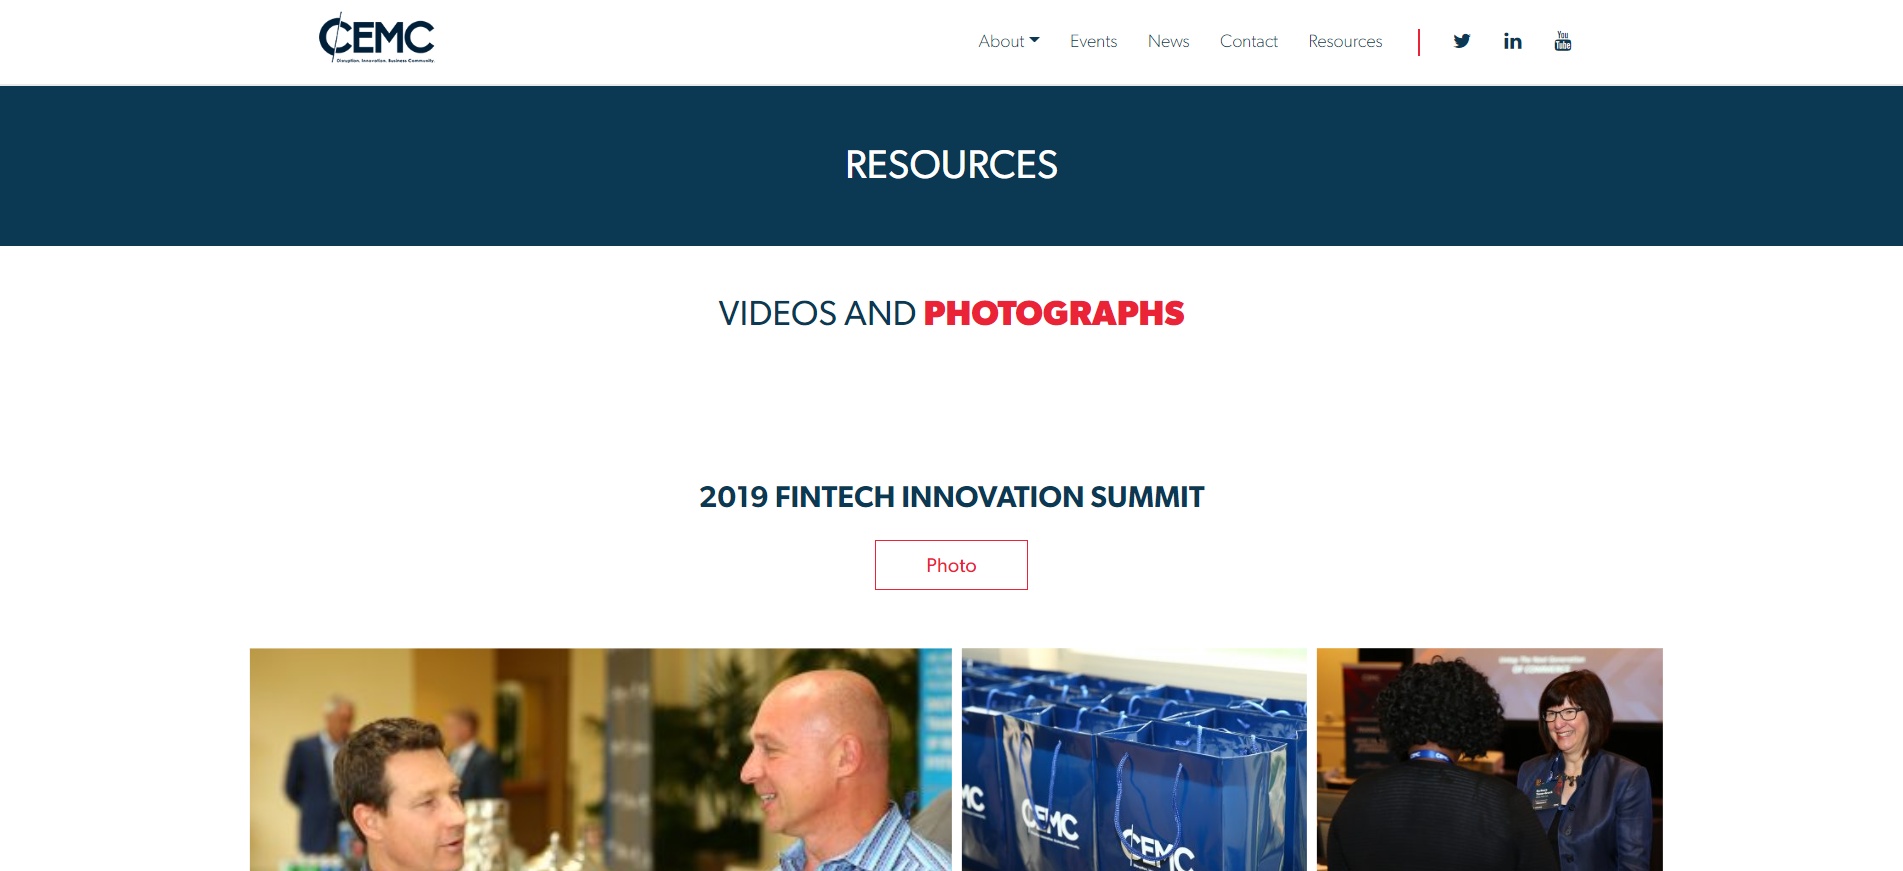 CEMC
Disruption. Innovation. Business Community.
About Events News Contact Resources You Tube
RESOURCES
VIDEOS AND PHOTOGRAPHS
2019 FINTECH INNOVATION SUMMIT
Photo
MC
CEMC
CEMC